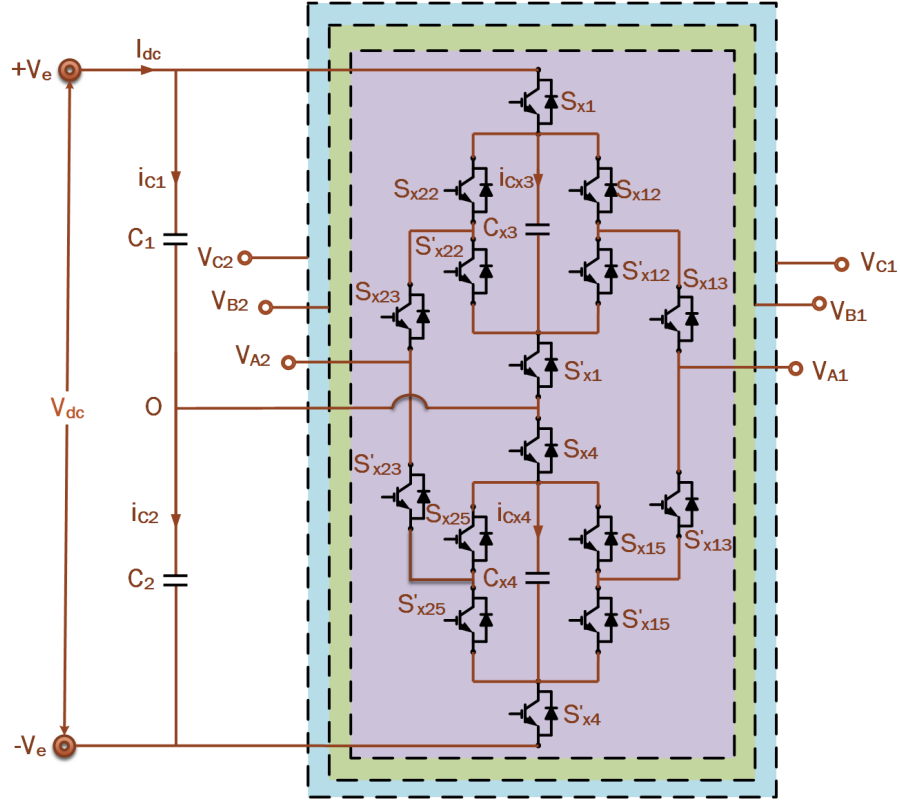 I dc
+Ve
Sx1
iC1
Sx22
iCx3
Sx12
C1
Cx3
S'x22
S'x12
VC2
VC1
Sx23
Sx13
VB2
VB1
VA2
S'x1
VA1
Vdc
O
Sx4
S'x23
iC2
Sx25
iCx4
Sx15
S'x13
C2
Cx4
S'x25
S'x15
S'x4
-Ve